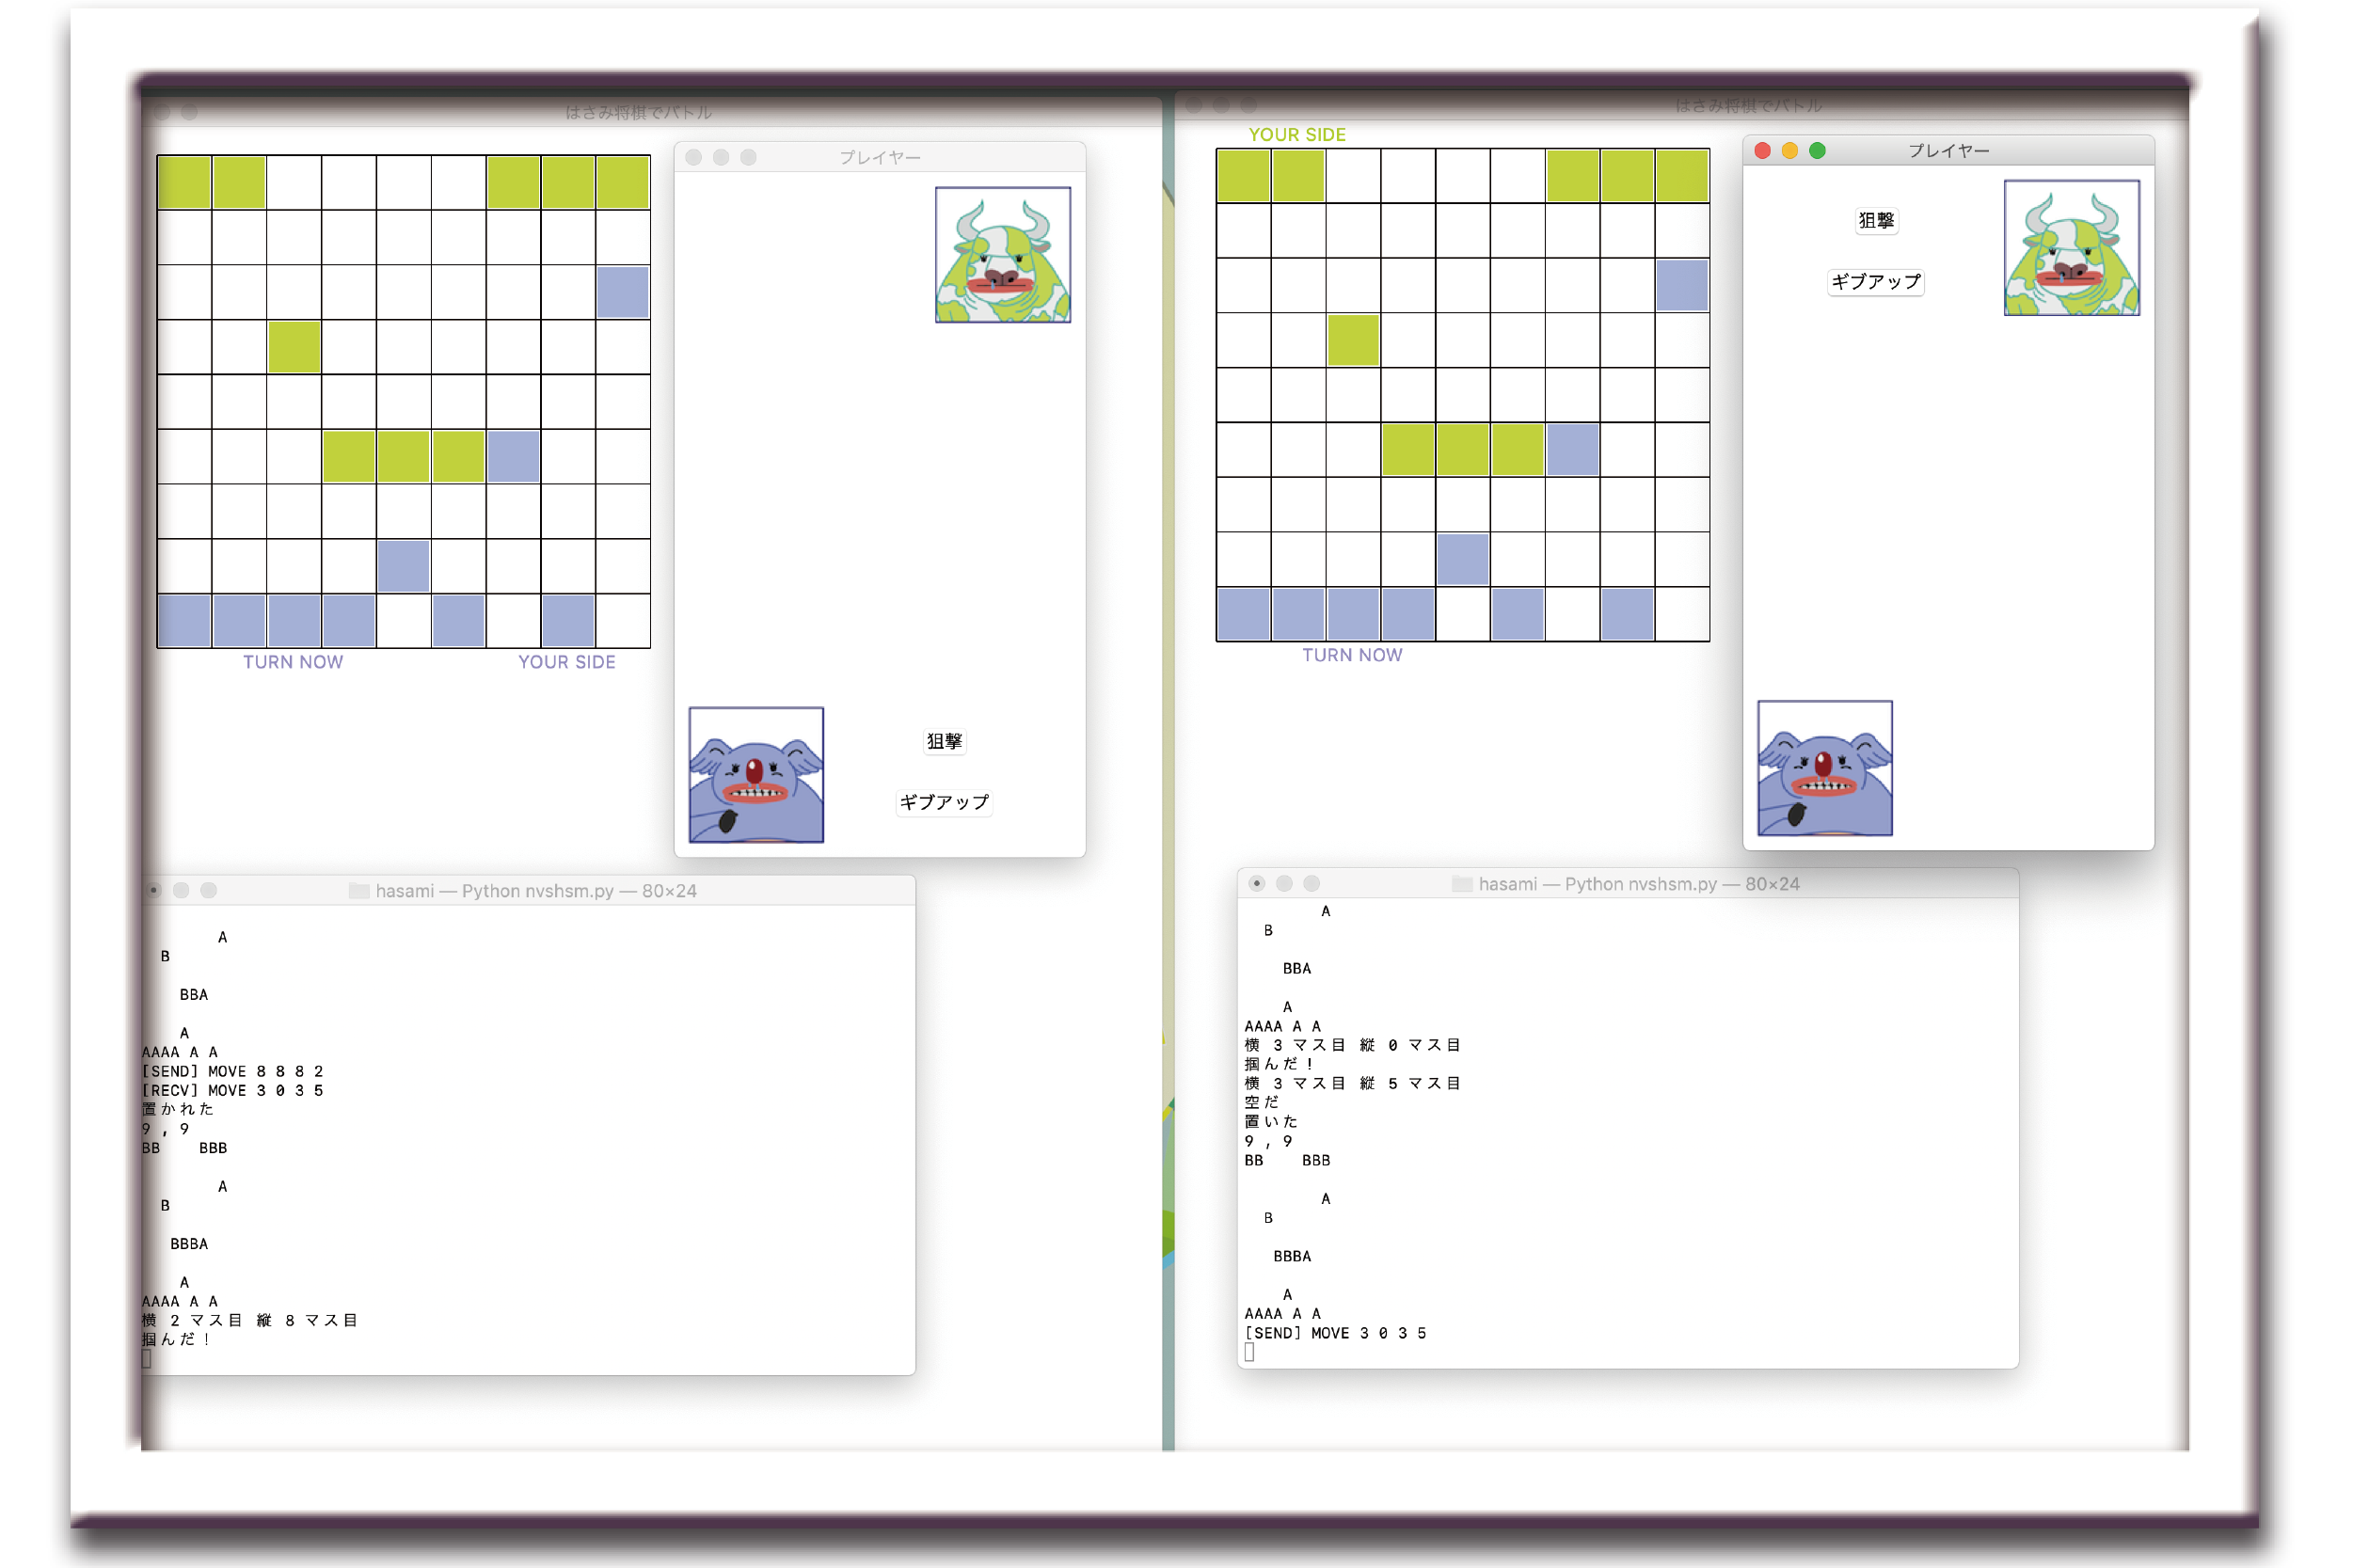 はさみ将棋でバトル
プレイヤー
TURN NOW
YOUR SIDE
狙撃
ギブアップ
hasami — Python nvshsm.py — 80×24
A
B
BBA
A
AAAA A A
[SEND] MOVE 8 8 8 2
[RECV] MOVE 3 0 3 5
置かれた
9 , 9
BB    BBB
A
B
BBBA
A
AAAA A A
横 2 マス目 縦 8 マス目
掴んだ！
はさみ将棋でバトル
YOUR SIDE
プレイヤー
狙撃
ギブアップ
TURN NOW
hasami — Python nvshsm.py — 80×24
A
B
BBA
A
AAAA A A
横 3 マス目 縦 0 マス目
掴んだ！
横 3 マス目 縦 5 マス目
空だ
置いた
9 , 9
BB    BBB
A
B
BBBA
A
AAAA A A
[SEND] MOVE 3 0 3 5